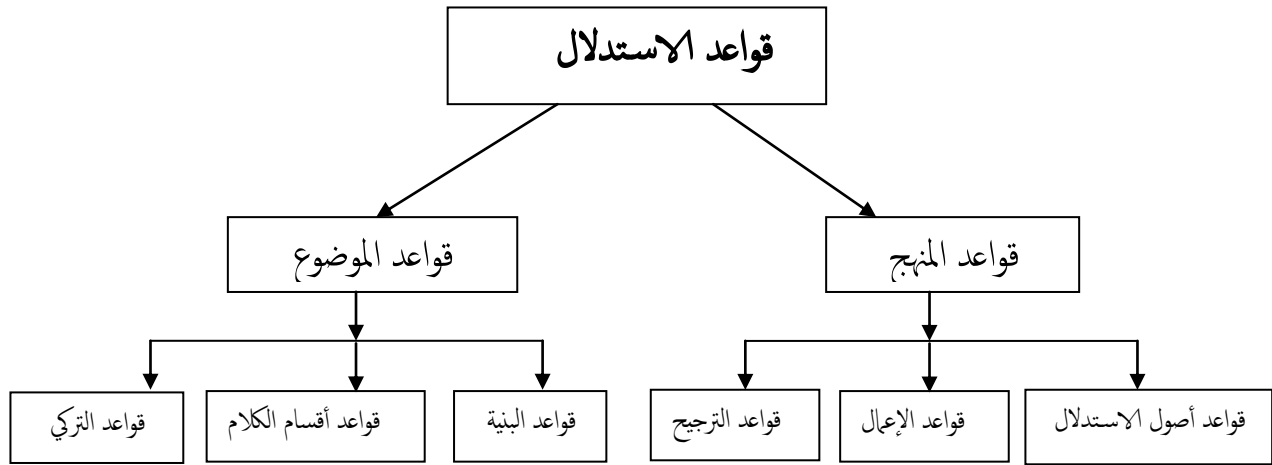 قواعد الاستدلال
قواعد المنهج
قواعد الموضوع
قواعد أصول الاستدلال
قواعد الإعمال
قواعد الترجيح
قواعد البنية
قواعد أقسام الكلام
قواعد التركي